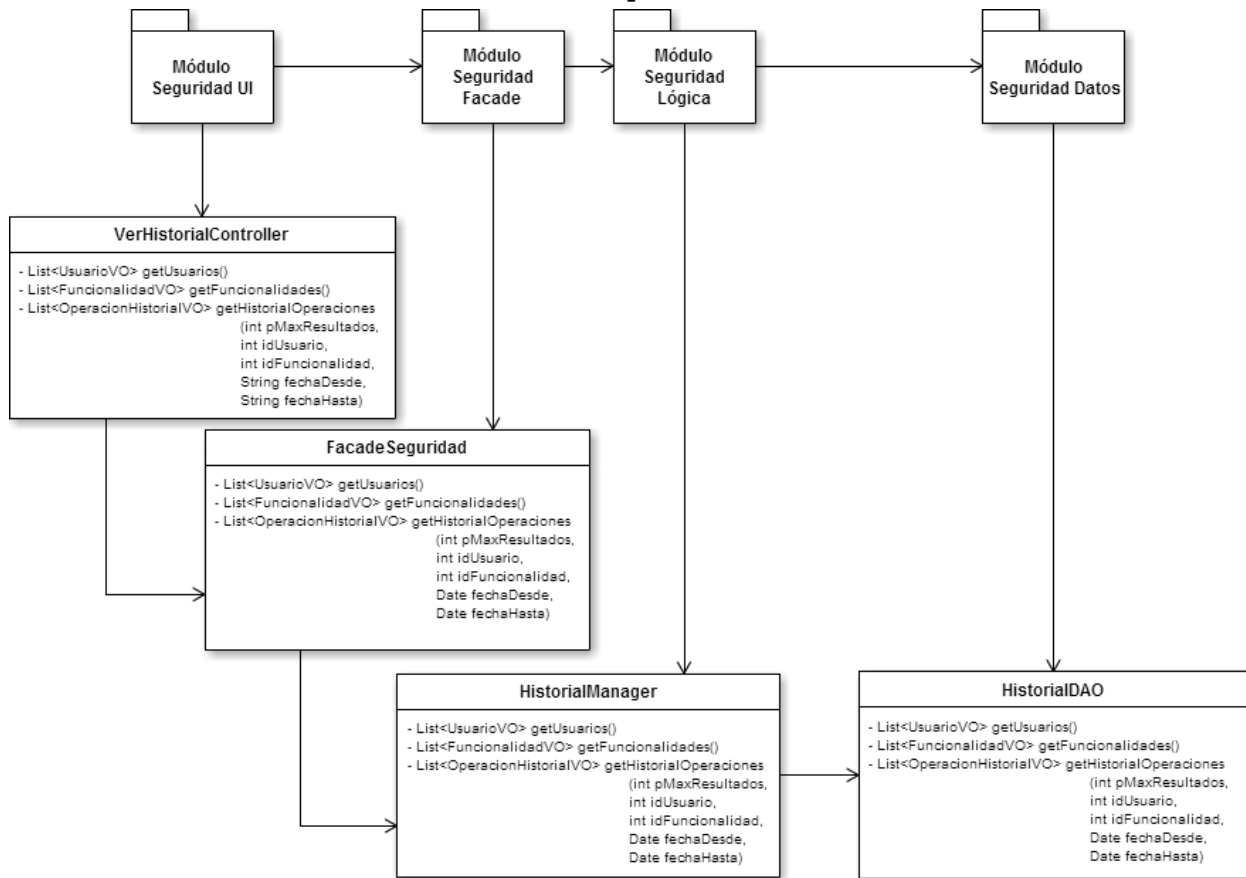 Módulo
Seguridad UI
Módulo
Seguridad
Facade
Módulo
Seguridad
Lógica
Módulo
Seguridad Datos
VerHistorialController
- List<UsuarioVO> getUsuarios()
- List<FuncionalidadVO> getFuncionalidades()
- List<OperacionHistorialVO> getHistorialOperaciones
(int pMaxResultados,
int idUsuario,
int idFuncionalidad,
String fechaDesde,
String fechaHasta)
FacadeSeguridad
- List<UsuarioVO> getUsuarios()
- List<FuncionalidadVO> getFuncionalidades()
- List<OperacionHistorialVO> getHistorialOperaciones
(int pMaxResultados,
int idUsuario,
int idFuncionalidad,
Date fechaDesde,
Date fechaHasta)
HistorialManager
- List<UsuarioVO> getUsuarios()
- List<FuncionalidadVO> getFuncionalidades()
- List<OperacionHistorialVO> getHistorialOperaciones
(int pMaxResultados,
int idUsuario,
int idFuncionalidad,
Date fechaDesde,
Date fechaHasta)
HistorialDAO
- List<UsuarioVO> getUsuarios()
- List<FuncionalidadVO> getFuncionalidades()
- List<OperacionHistorialVO> getHistorialOperaciones
(int pMaxResultados,
int idUsuario,
int idFuncionalidad,
Date fechaDesde,
Date fechaHasta)